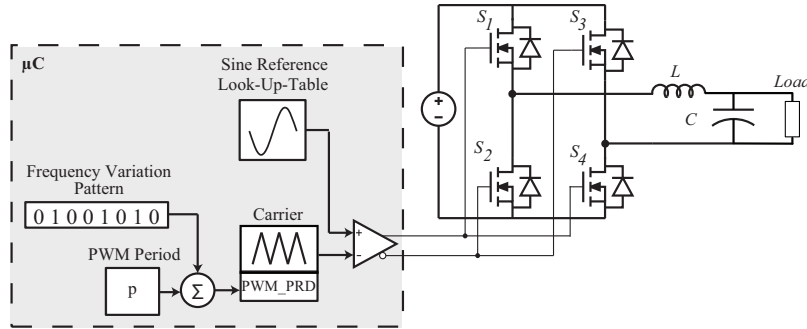 µC
Sine Reference
Look-Up-Table
Frequency Variation
Pattern
0 1 0 0 1 0 1 0
PWM Period
p
Σ
Carrier
PWM_PRD
+
-
S1
S3
S2
S4
L
C
Load
+
-